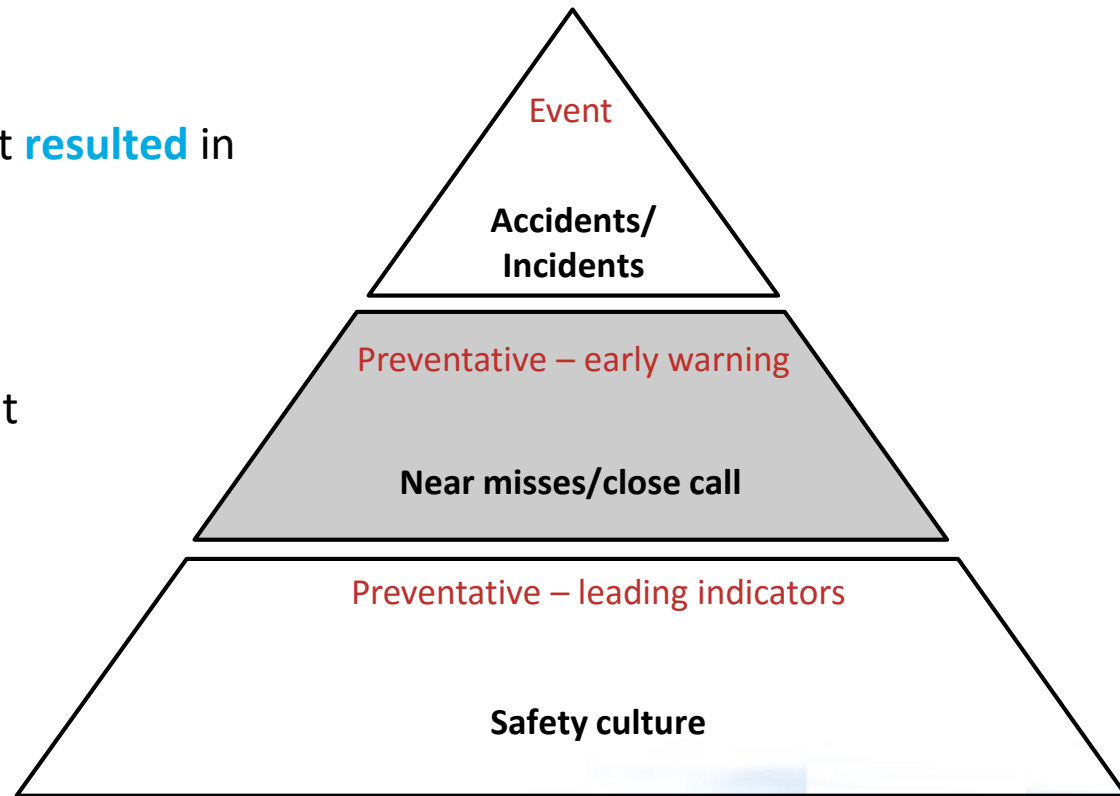 Event
t resulted in
Accidents/
Incidents
Preventative – early warning
t
Near misses/close call
Preventative – leading indicators
Safety culture